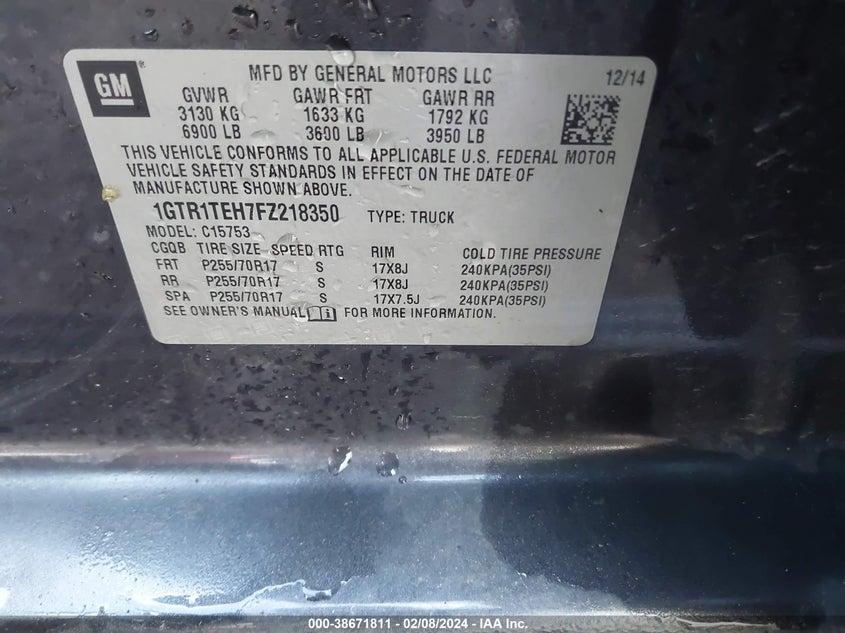 GM ®
MFD BY GENERAL MOTORS LLC 12/14
GVWR GAWR FRT GAWR RR
3130 KG 1633 KG 1792 KG
6900 LB 3600 LB 3950 LB
THIS VEHICLE CONFORMS TO ALL APPLICABLE U.S. FEDERAL MOTOR
VEHICLE SAFETY STANDARDS IN EFFECT ON THE DATE OF
MANUFACTURE SHOWN ABOVE.
1GTR1TEH7FZ218350 TYPE: TRUCK
MODEL: C15753
CGQB TIRE SIZE SPEED RTG RIM COLD TIRE PRESSURE
FRT P255/70R17 S 17X8J 240KPA(35PSI)
RR P255/70R17 S 17X8J 240KPA(35PSI)
SPA P255/70R17 S 17X7.5J 240KPA(35PSI)
SEE OWNER'S MANUAL i FOR MORE INFORMATION.
000-38671811 - 02/08/2024 - IAA Inc.